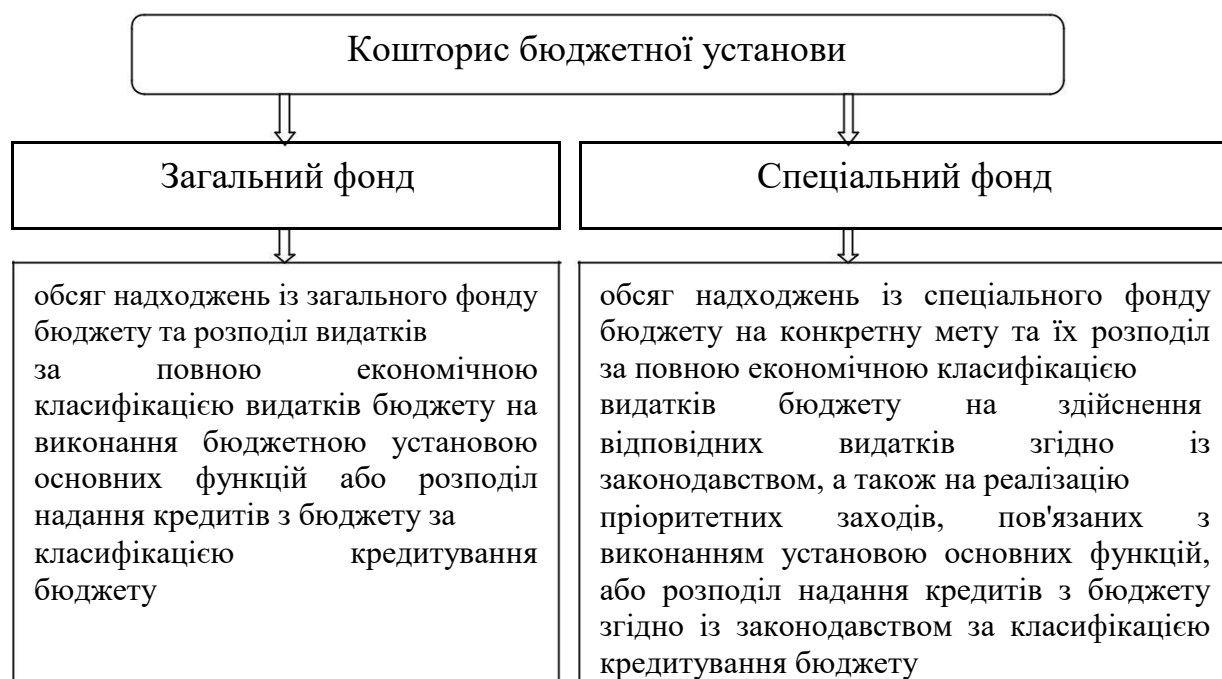 Кошторис бюджетної установи
Загальний фонд
Спеціальний фонд
обсяг надходжень із загального фонду
бюджету та розподіл видатків
за повною економічною
класифікацією видатків бюджету на
виконання бюджетною установою
основних функцій або розподіл
надання кредитів з бюджету за
класифікацією кредитування
бюджету
обсяг надходжень із спеціального фонду
бюджету на конкретну мету та їх розподіл
за повною економічною класифікацією
видатків бюджету на здійснення
відповідних видатків згідно із
законодавством, а також на реалізацію
пріоритетних заходів, пов'язаних з
виконанням установою основних функцій,
або розподіл надання кредитів з бюджету
згідно із законодавством за класифікацією
кредитування бюджету